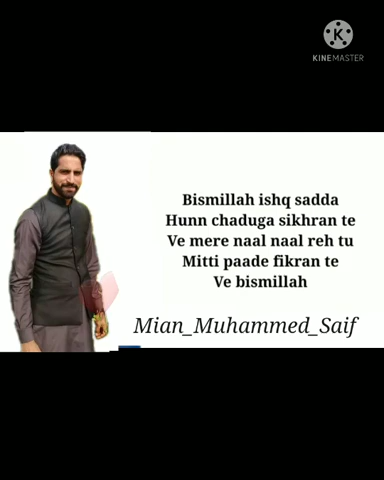 K
KINEMASTER
Bismillah ishq sadda
Hunn chaduga sikhran te
Ve mere naal naal reh tu
Mitti paade fikran te
Ve bismillah
Mian_Muhammed_Saif